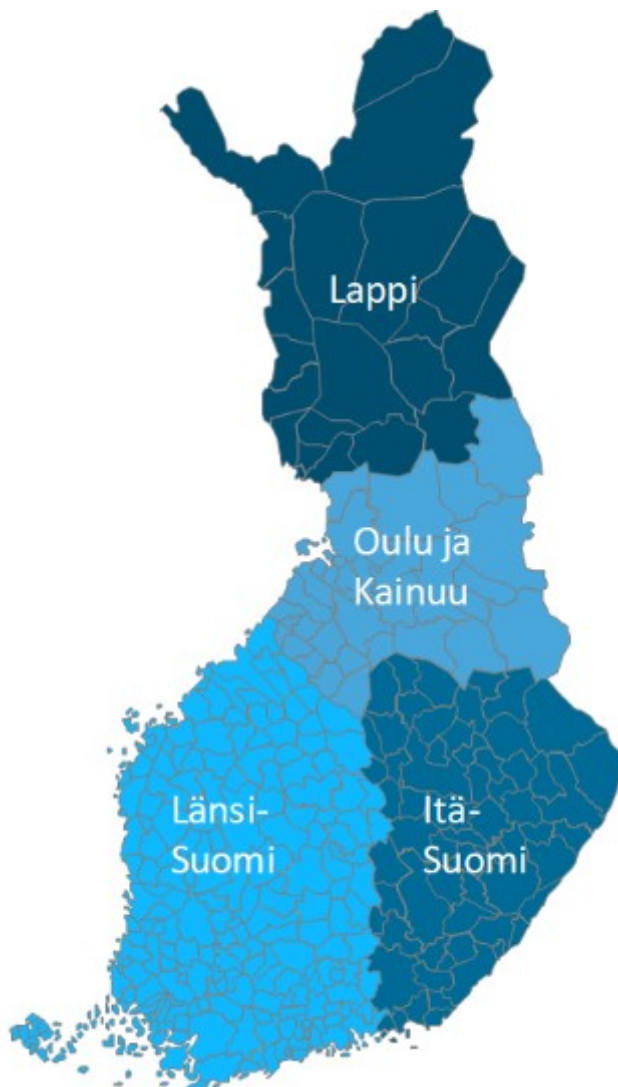 Lappi
Oulu ja
Kainuu
Länsi-
Suomi
Itä-
Suomi